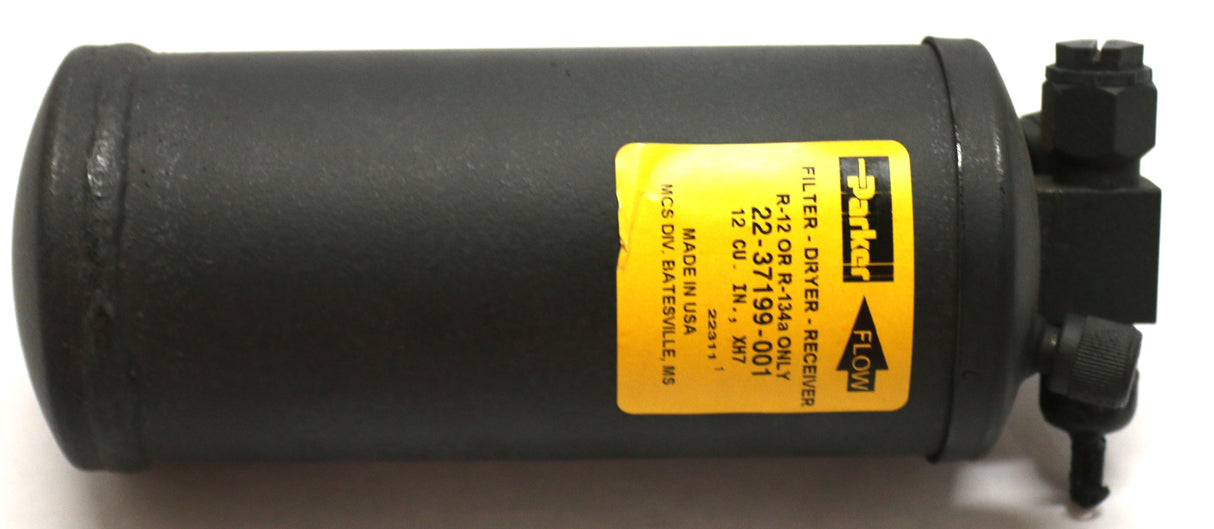 Parker
FLOW
FILTER - DRYER - RECEIVER
R-12 OR R-134a ONLY
22-37199-001
12 CU. IN., XH7
22311 1
MADE IN USA
MCS DIV. BATESVILLE, MS